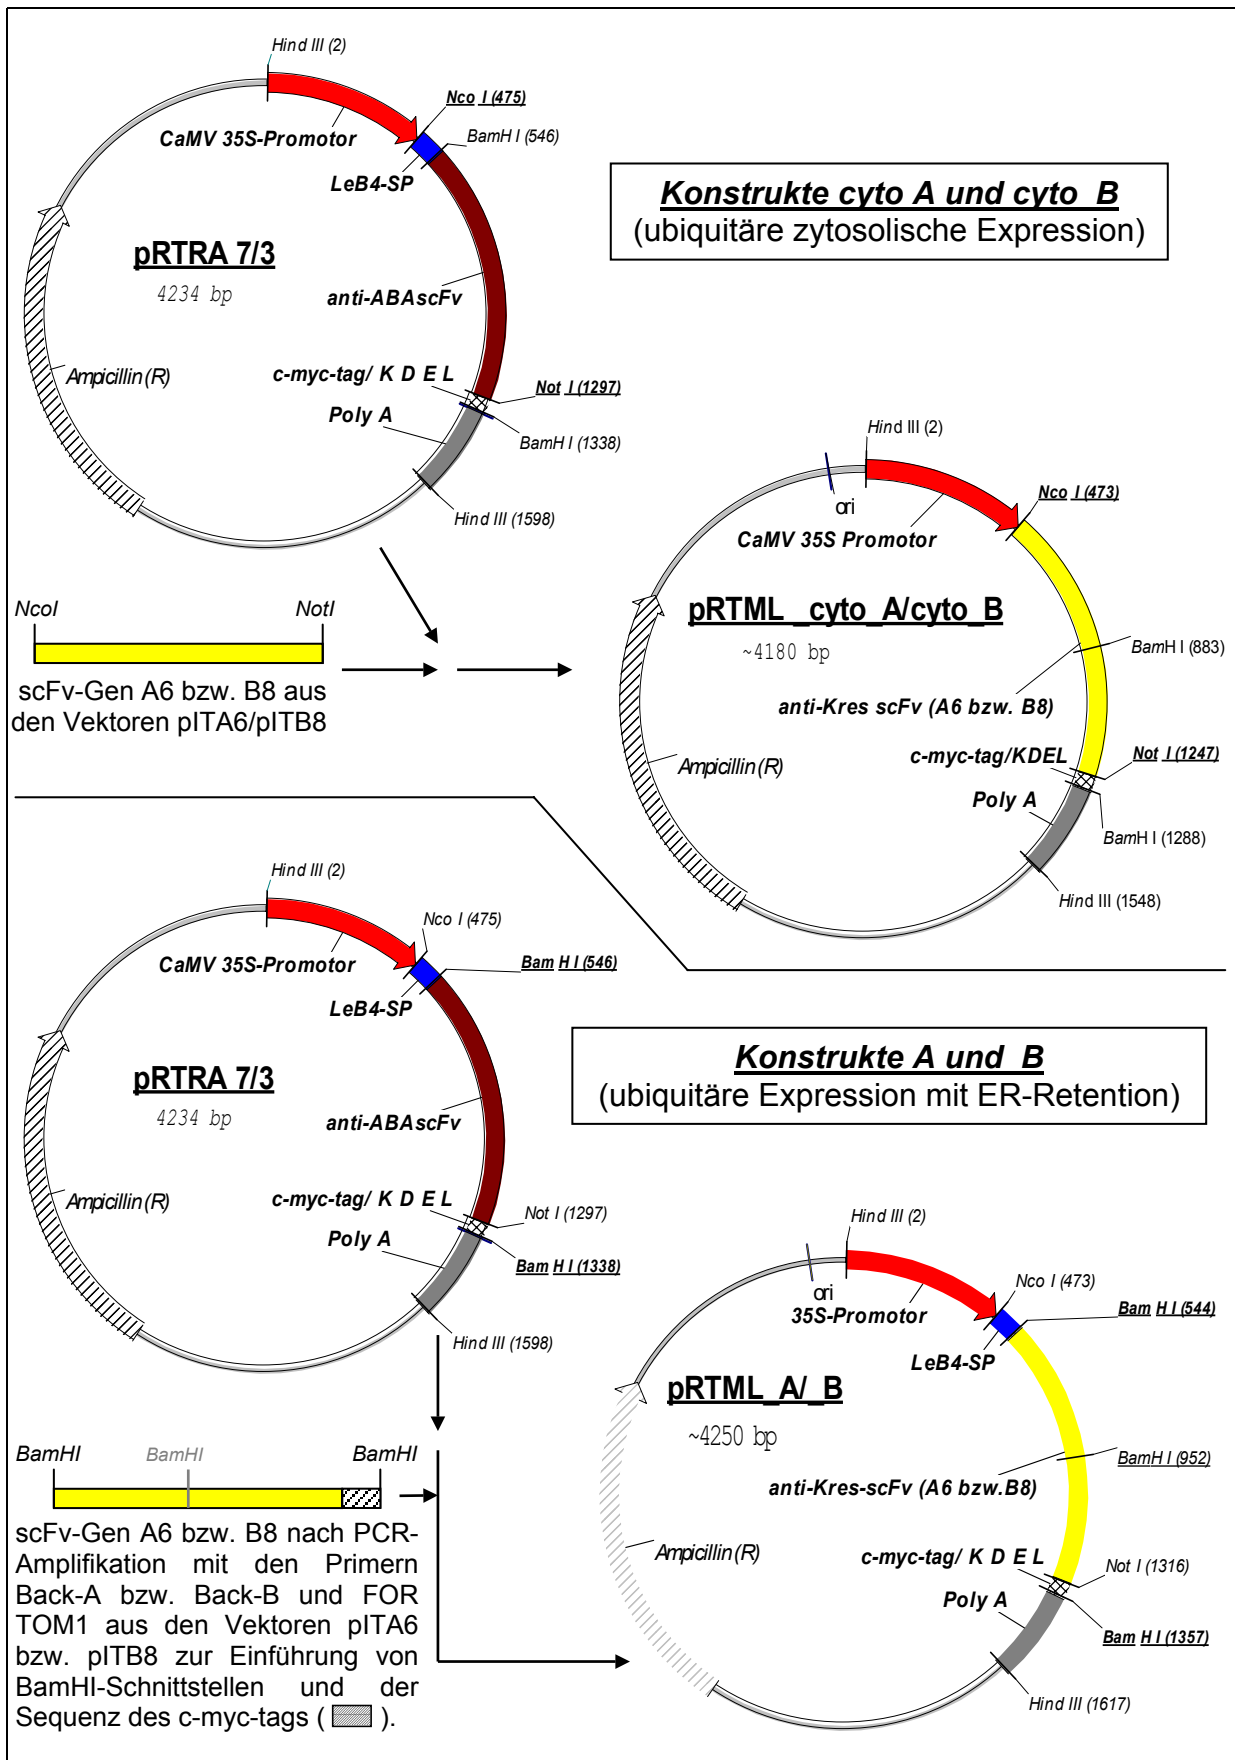 Hind III (2)
Nco I (475)
BamH I (546)
CaMV 35S-Promotor
LeB4-SP
Konstrukte cyto A und cyto B
(ubiquitäre zytosolische Expression)
pRTRA 7/3
4234 bp
anti-ABAscFv
Ampicillin (R)
c-myc-tag/ K D E L
Not I (1297)
Poly A
BamH I (1338)
Hind III (1598)
Hind III (2)
ori
Nco I (473)
CaMV 35S Promotor
NcoI
NotI
pRTML _cyto_A/cyto_B
~4180 bp
BamH I (883)
scFv-Gen A6 bzw. B8 aus
den Vektoren pITA6/pITB8
anti-Kres scFv (A6 bzw. B8)
c-myc-tag/KDEL
Not I (1247)
Ampicillin (R)
Poly A
BamH I (1288)
Hind III (1548)
Hind III (2)
Nco I (475)
CaMV 35S-Promotor
Bam H I (546)
LeB4-SP
Konstrukte A und B
(ubiquitäre Expression mit ER-Retention)
pRTRA 7/3
4234 bp
anti-ABAscFv
Ampicillin (R)
c-myc-tag/ K D E L
Not I (1297)
Poly A
Bam H I (1338)
Hind III (1598)
Hind III (2)
Nco I (473)
ori
35S-Promotor
Bam H I (544)
LeB4-SP
pRTML_A/_B
~4250 bp
BamHI
BamHI
BamHI
BamH I (952)
anti-Kres-scFv (A6 bzw.B8)
scFv-Gen A6 bzw. B8 nach PCR-
Amplifikation mit den Primern
Back-A bzw. Back-B und FOR
TOM1 aus den Vektoren pITA6
bzw. pITB8 zur Einführung von
BamHI-Schnittstellen und der
Sequenz des c-myc-tags ( ).
Ampicillin (R)
c-myc-tag/ K D E L
Not I (1316)
Poly A
Bam H I (1357)
Hind III (1617)